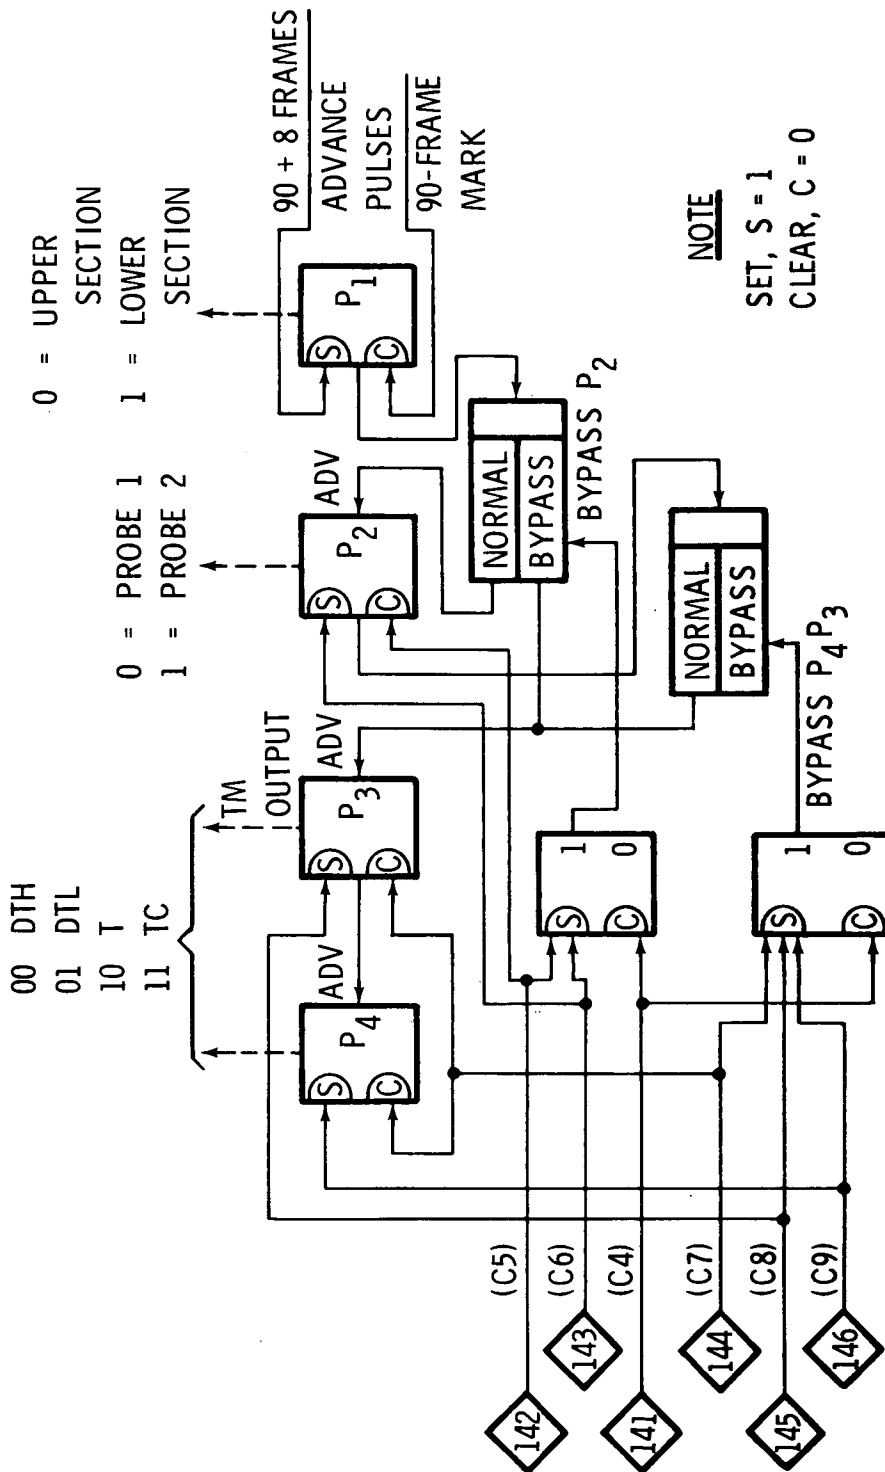 00 DTH
01 DTL
10 T
11 TC
0 = PROBE 1
1 = PROBE 2
0 = UPPER
SECTION
1 = LOWER
SECTION
TM
OUTPUT
P4
S
C
ADV
P3
S
C
ADV
P2
S
C
ADV
P1
S
C
90 + 8 FRAMES
ADVANCE
PULSES
90-FRAME
MARK
NORMAL
BYPASS
BYPASS P2
NORMAL
BYPASS
BYPASS P4P3
S
C
1
0
S
C
1
0
142
(C5)
143
(C6)
141
(C4)
144
(C7)
145
(C8)
146
(C9)
NOTE
SET, S = 1
CLEAR, C = 0